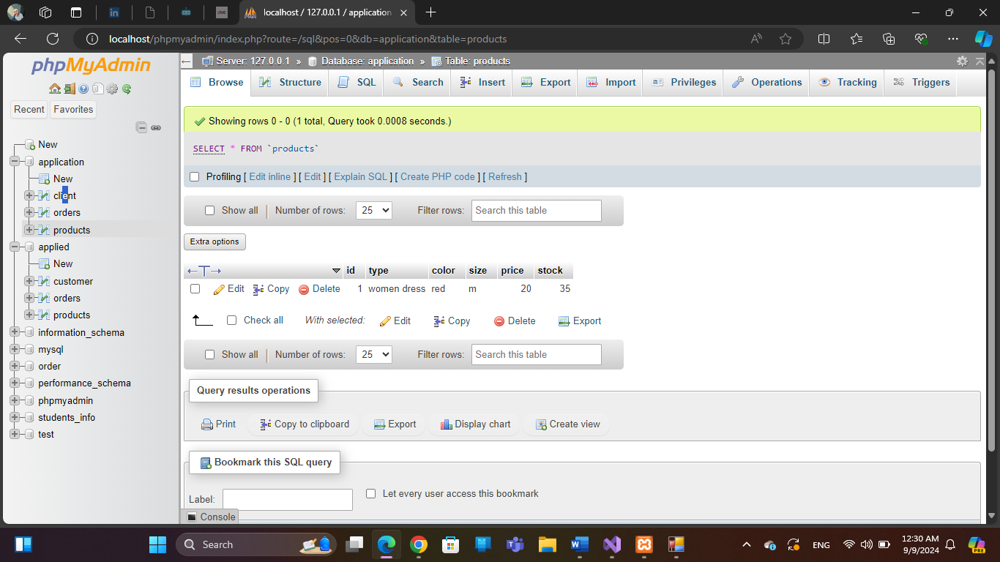 localhost / 127.0.0.1 / application
localhost/phpmyadmin/index.php?route=/sql&pos=0&db=application&table=products
phpMyAdmin
Recent Favorites
New
application
New
client
orders
products
applied
New
customer
orders
products
information_schema
mysql
order
performance_schema
phpmyadmin
students_info
test
Server: 127.0.0.1 » Database: application » Table: products
Browse Structure SQL Search Insert Export Import Privileges Operations Tracking Triggers
Showing rows 0 - 0 (1 total, Query took 0.0008 seconds.)
SELECT * FROM `products`
Profiling [ Edit inline ] [ Edit ] [ Explain SQL ] [ Create PHP code ] [ Refresh ]
Show all Number of rows: 25 Filter rows: Search this table
Extra options
id type color size price stock
Edit Copy Delete 1 women dress red m 20 35
Check all With selected: Edit Copy Delete Export
Show all Number of rows: 25 Filter rows: Search this table
Query results operations
Print Copy to clipboard Export Display chart Create view
Bookmark this SQL query
Label: Let every user access this bookmark
Console
Search
ENG
12:30 AM
9/9/2024
PRE